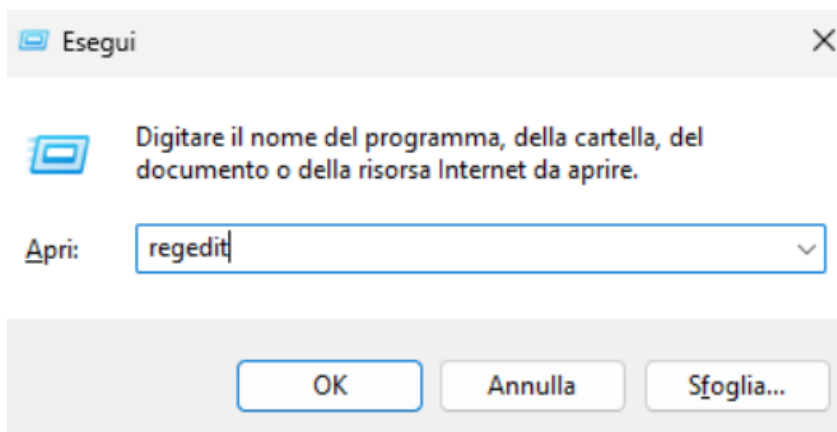 Esegui
Digitare il nome del programma, della cartella, del
documento o della risorsa Internet da aprire.
Apri: regedit
OK Annulla Sfoglia...